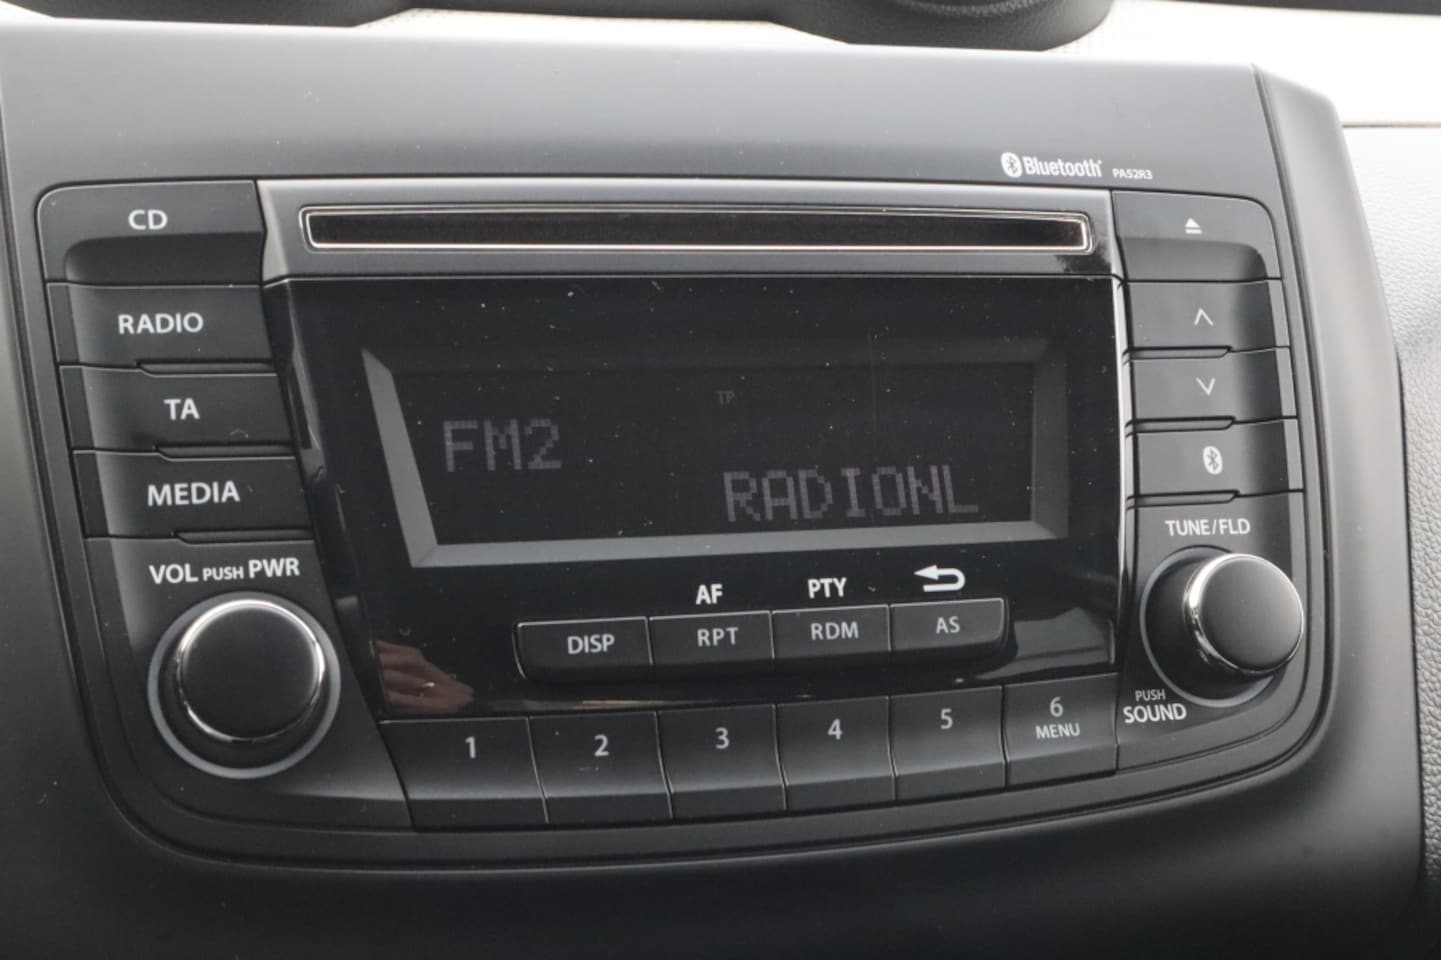 Bluetooth® PA52R3
CD
RADIO
TA
MEDIA
VOL PUSH PWR
TP
FM2
RADIONL
AF
PTY
DISP
RPT
RDM
AS
1
2
3
4
5
6
MENU
TUNE/FLD
PUSH
SOUND